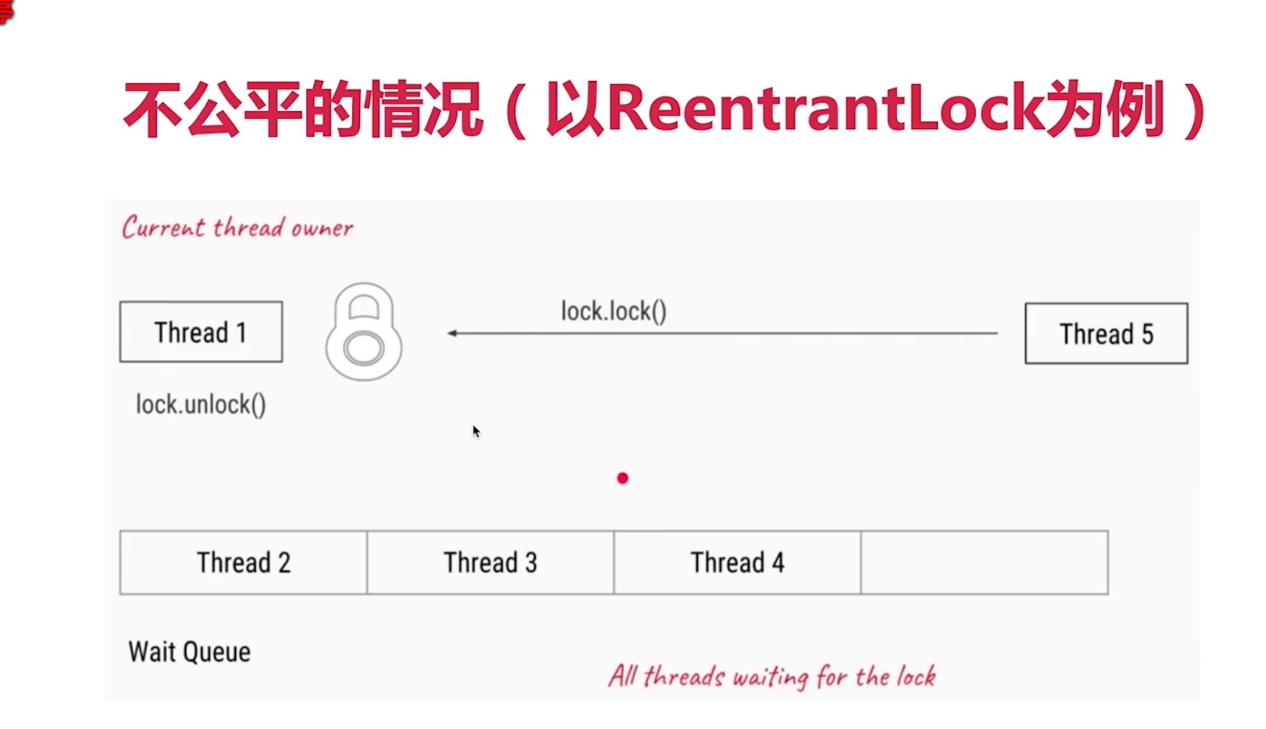 不公平的情况（以ReentrantLock为例）
Current thread owner
lock.lock()
Thread 1
Thread 5
lock.unlock()
Thread 2
Thread 3
Thread 4
Wait Queue
All threads waiting for the lock